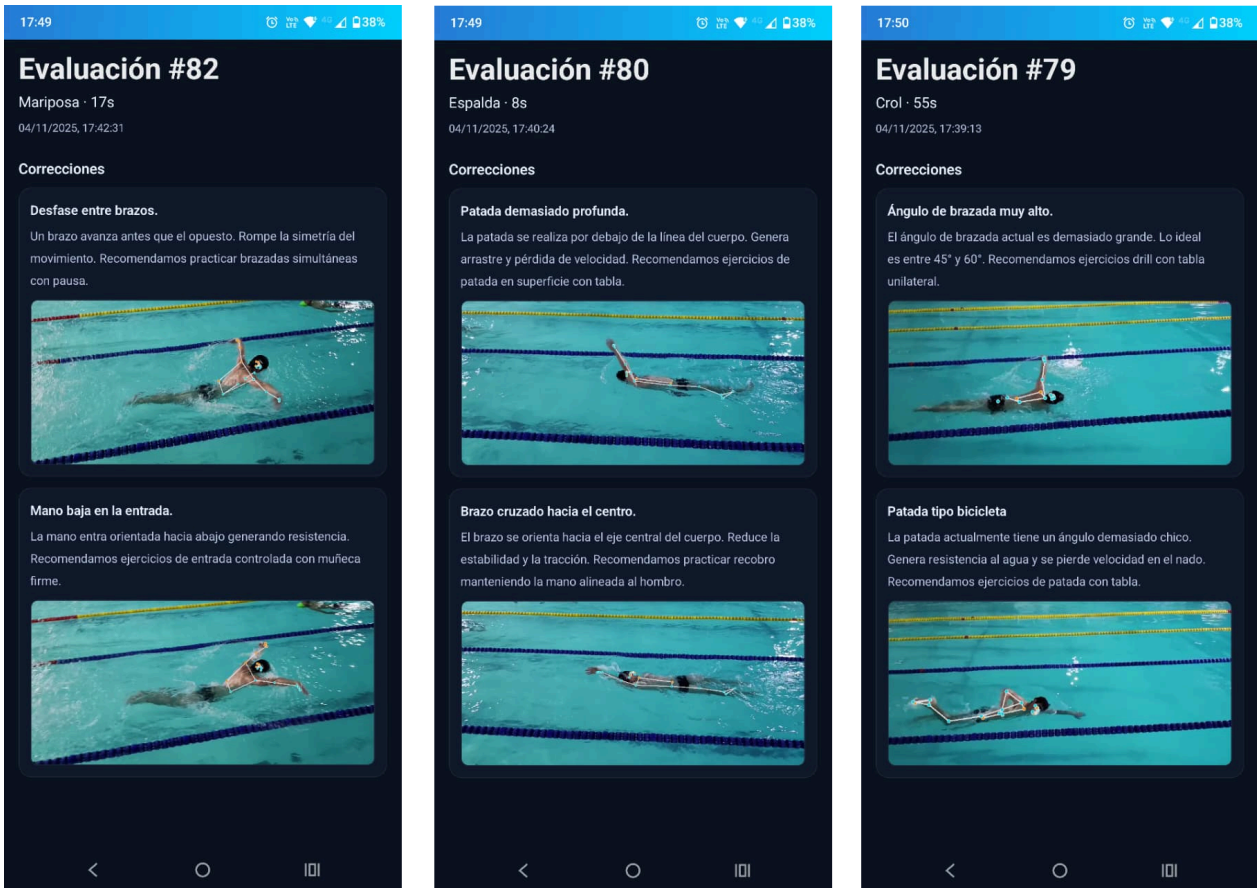 17:49
Vo))
LTE
4G
38%
Evaluación #82
Mariposa · 17s
04/11/2025, 17:42:31
Correcciones
Desfase entre brazos.
Un brazo avanza antes que el opuesto. Rompe la simetría del
movimiento. Recomendamos practicar brazadas simultáneas
con pausa.
Mano baja en la entrada.
La mano entra orientada hacia abajo generando resistencia.
Recomendamos ejercicios de entrada controlada con muñeca
firme.
17:49
Vo))
LTE
4G
38%
Evaluación #80
Espalda · 8s
04/11/2025, 17:40:24
Correcciones
Patada demasiado profunda.
La patada se realiza por debajo de la línea del cuerpo. Genera
arrastre y pérdida de velocidad. Recomendamos ejercicios de
patada en superficie con tabla.
Brazo cruzado hacia el centro.
El brazo se orienta hacia el eje central del cuerpo. Reduce la
estabilidad y la tracción. Recomendamos practicar recobro
manteniendo la mano alineada al hombro.
17:50
Vo))
LTE
4G
38%
Evaluación #79
Crol · 55s
04/11/2025, 17:39:13
Correcciones
Ángulo de brazada muy alto.
El ángulo de brazada actual es demasiado grande. Lo ideal
es entre 45° y 60°. Recomendamos ejercicios drill con tabla
unilateral.
Patada tipo bicicleta
La patada actualmente tiene un ángulo demasiado chico.
Genera resistencia al agua y se pierde velocidad en el nado.
Recomendamos ejercicios de patada con tabla.